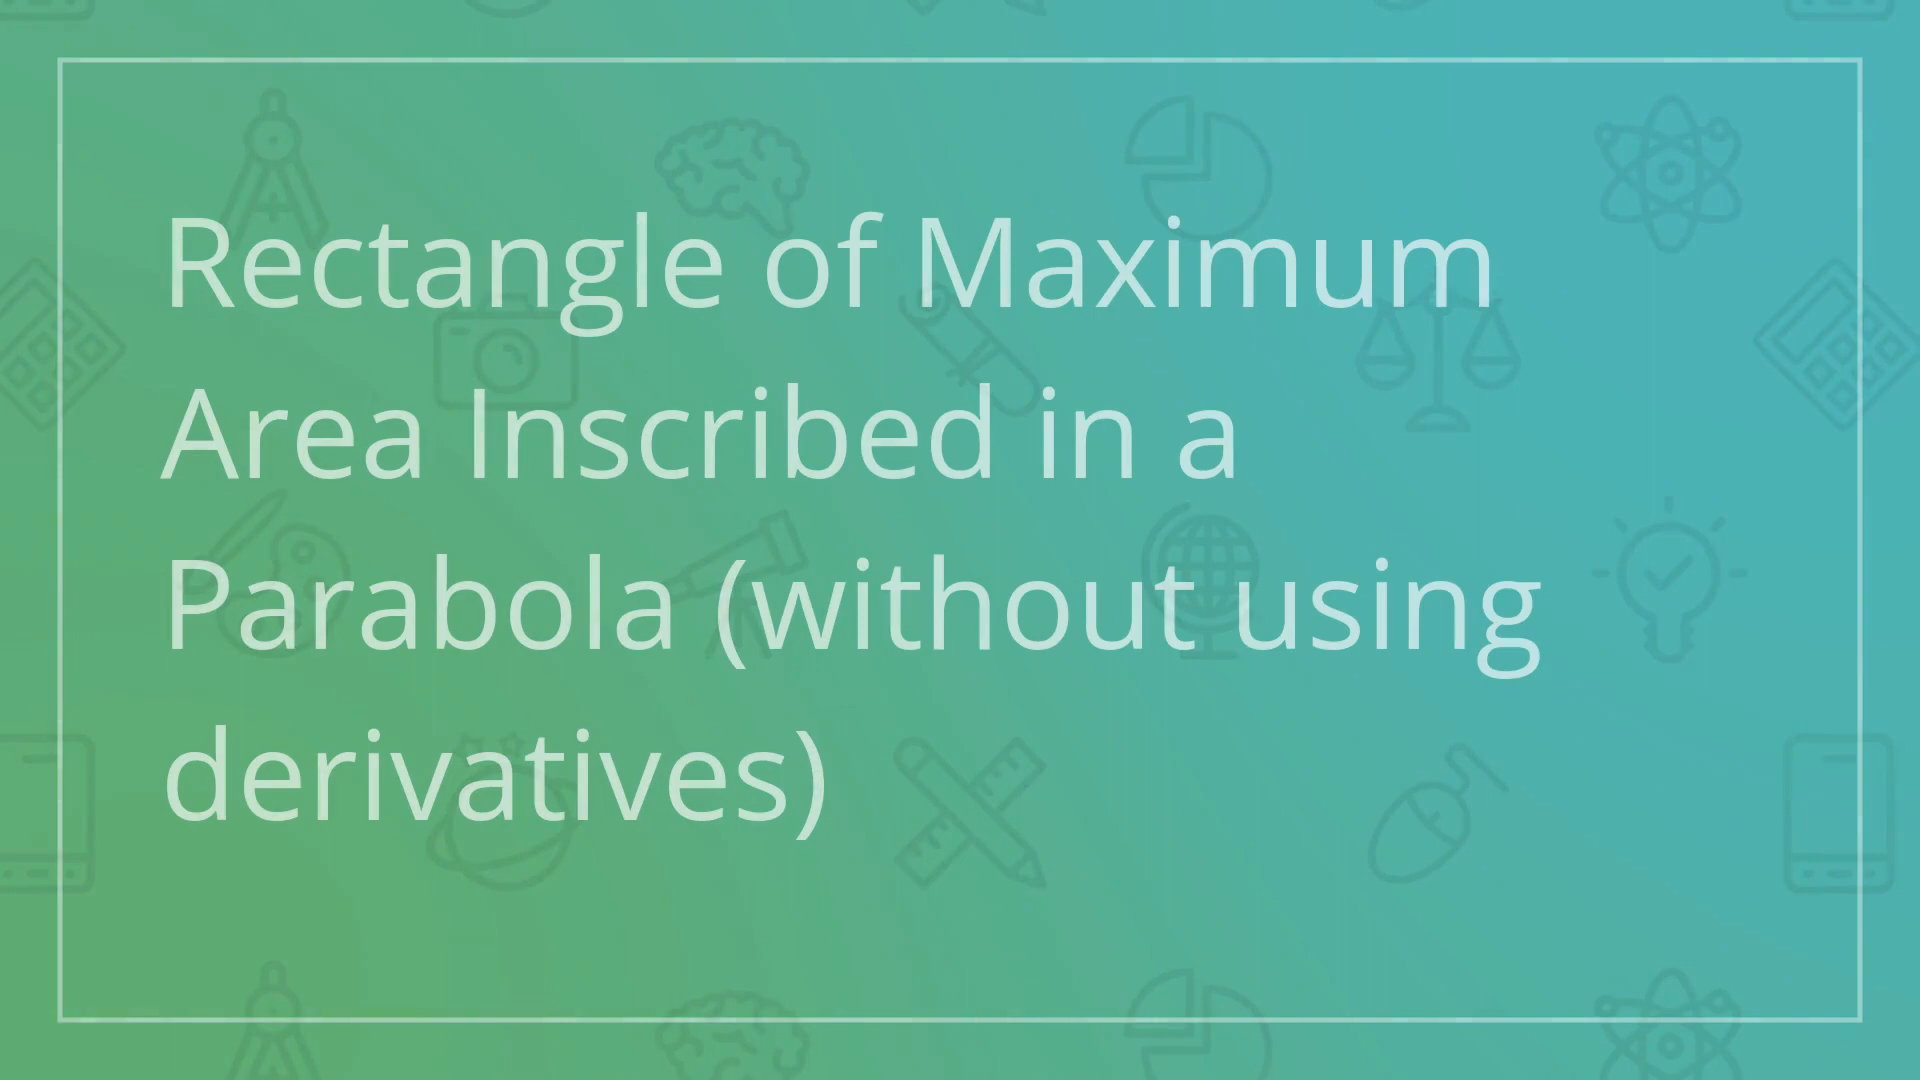 Rectangle of Maximum
Area Inscribed in a
Parabola (without using
derivatives)